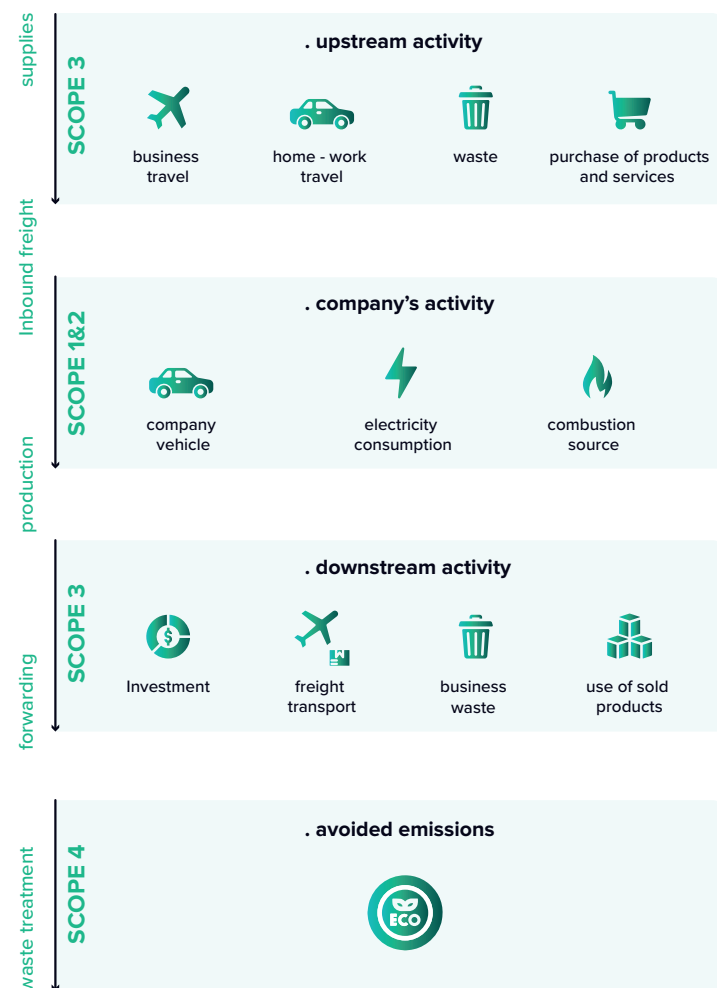 supplies
SCOPE 3
. upstream activity
business
travel
home - work
travel
waste
purchase of products
and services
Inbound freight
SCOPE 1&2
. company's activity
company
vehicle
electricity
consumption
combustion
source
production
SCOPE 3
. downstream activity
$
Investment
freight
transport
business
waste
use of sold
products
forwarding
SCOPE 4
. avoided emissions
ECO
waste treatment